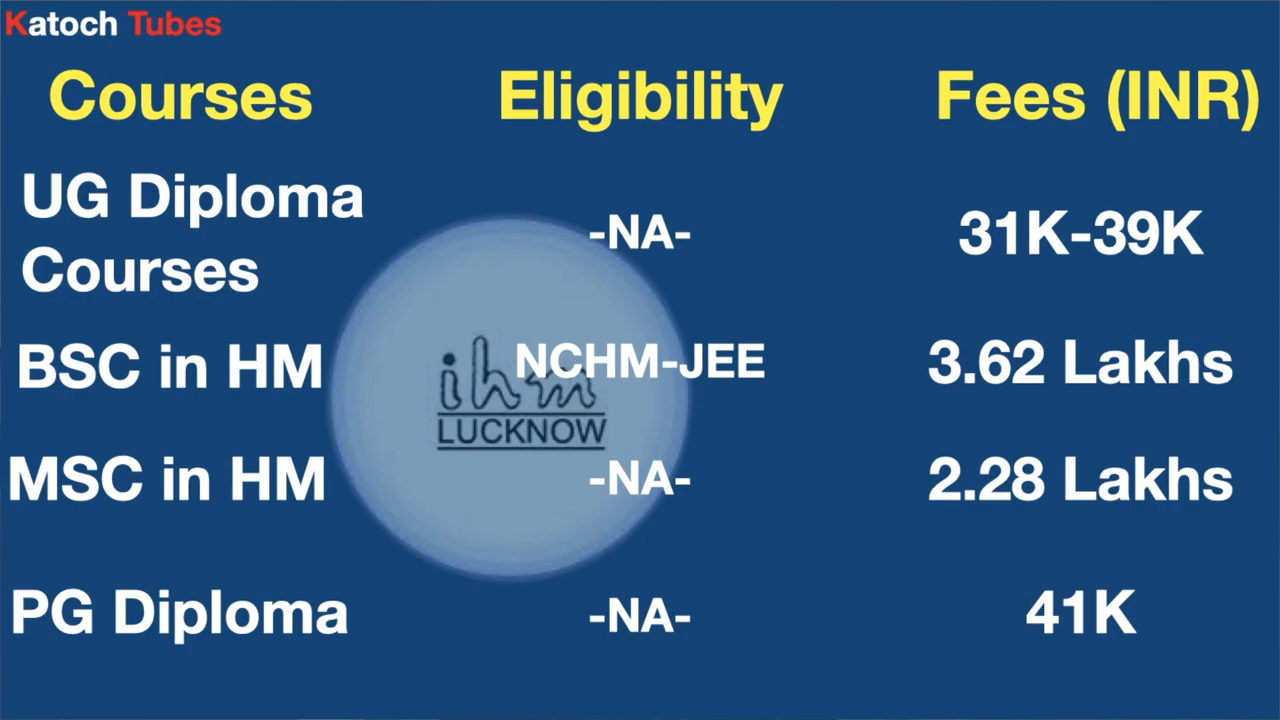 Katoch Tubes
Courses Eligibility Fees (INR)
UG Diploma
Courses -NA- 31K-39K
BSC in HM NCHM-JEE 3.62 Lakhs
ihm
LUCKNOW
MSC in HM -NA- 2.28 Lakhs
PG Diploma -NA- 41K